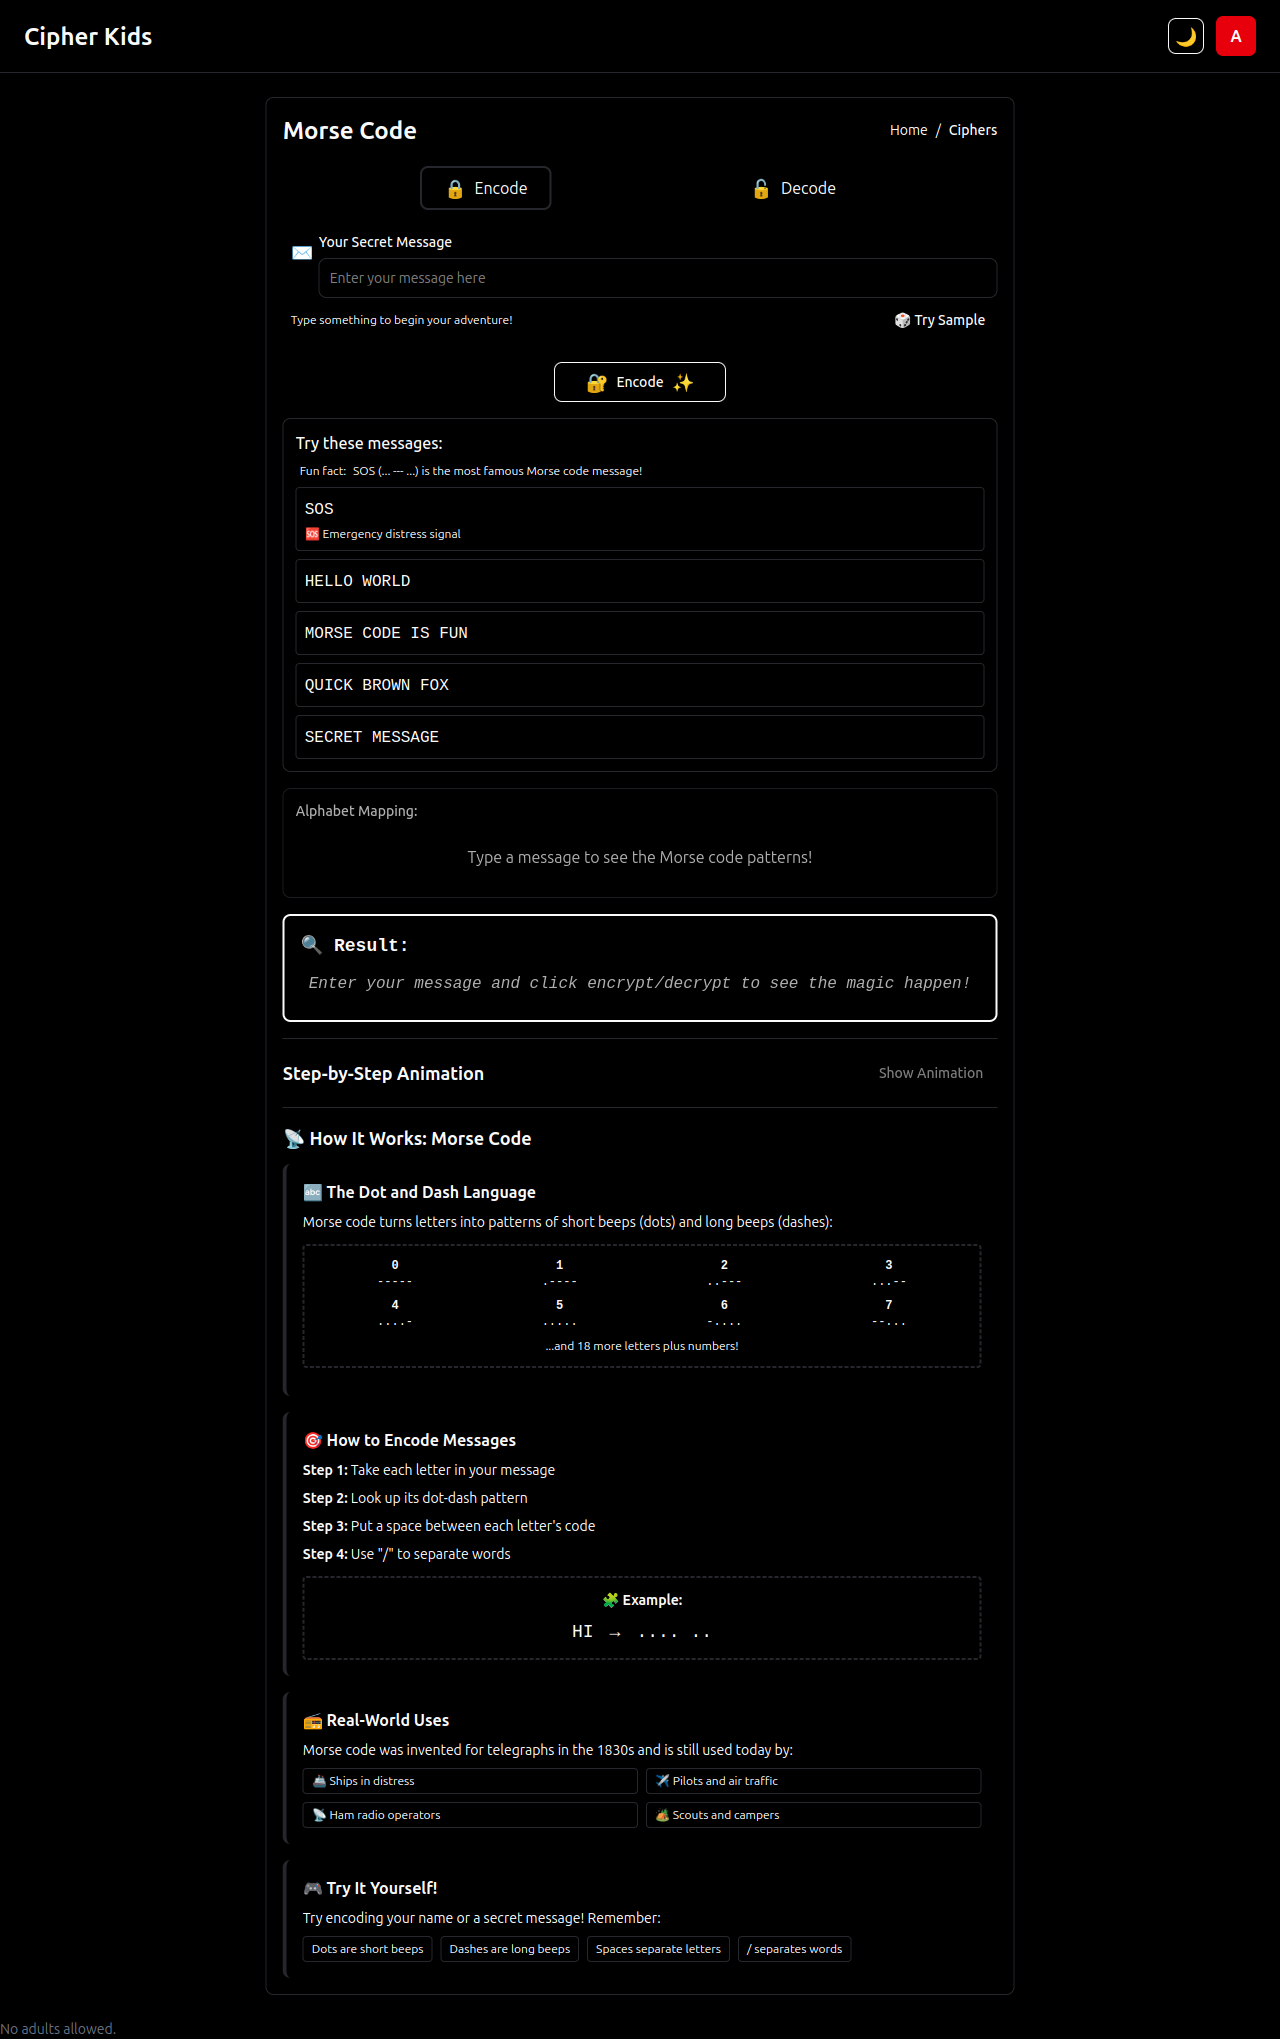 Cipher Kids
A
Morse Code
Home / Ciphers
Encode
Decode
Your Secret Message
Enter your message here
Type something to begin your adventure!
Try Sample
Encode
Try these messages:
Fun fact: SOS (... --- ...) is the most famous Morse code message!
SOS
🆘 Emergency distress signal
HELLO WORLD
MORSE CODE IS FUN
QUICK BROWN FOX
SECRET MESSAGE
Alphabet Mapping:
Type a message to see the Morse code patterns!
Result:
Enter your message and click encrypt/decrypt to see the magic happen!
Step-by-Step Animation
Show Animation
How It Works: Morse Code
🔤 The Dot and Dash Language
Morse code turns letters into patterns of short beeps (dots) and long beeps (dashes):
0 1 2 3
----- .---- ..--- ...--
4 5 6 7
....- ..... -.... --...
...and 18 more letters plus numbers!
How to Encode Messages
Step 1: Take each letter in your message
Step 2: Look up its dot-dash pattern
Step 3: Put a space between each letter's code
Step 4: Use "/" to separate words
Example:
HI → .... ..
Real-World Uses
Morse code was invented for telegraphs in the 1830s and is still used today by:
Ships in distress
Pilots and air traffic
Ham radio operators
Scouts and campers
Try It Yourself!
Try encoding your name or a secret message! Remember:
Dots are short beeps
Dashes are long beeps
Spaces separate letters
/ separates words
No adults allowed.